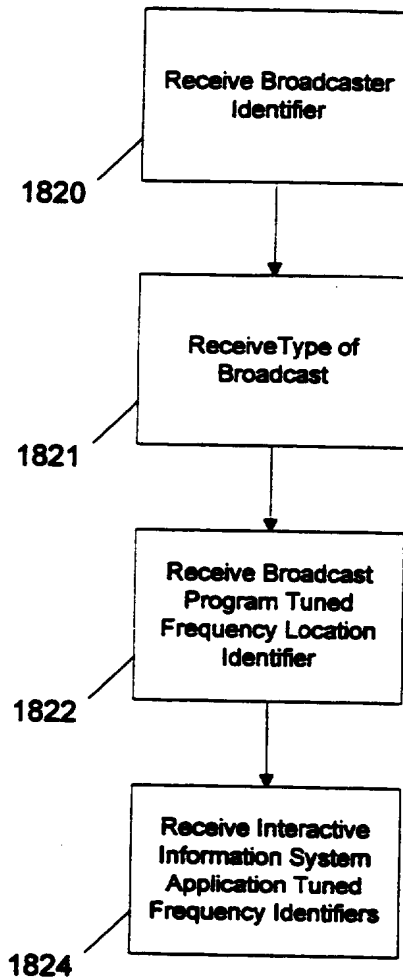 Receive Broadcaster
Identifier
1820
ReceiveType of
Broadcast
1821
Receive Broadcast
Program Tuned
Frequency Location
Identifier
1822
Receive Interactive
Information System
Application Tuned
Frequency Identifiers
1824